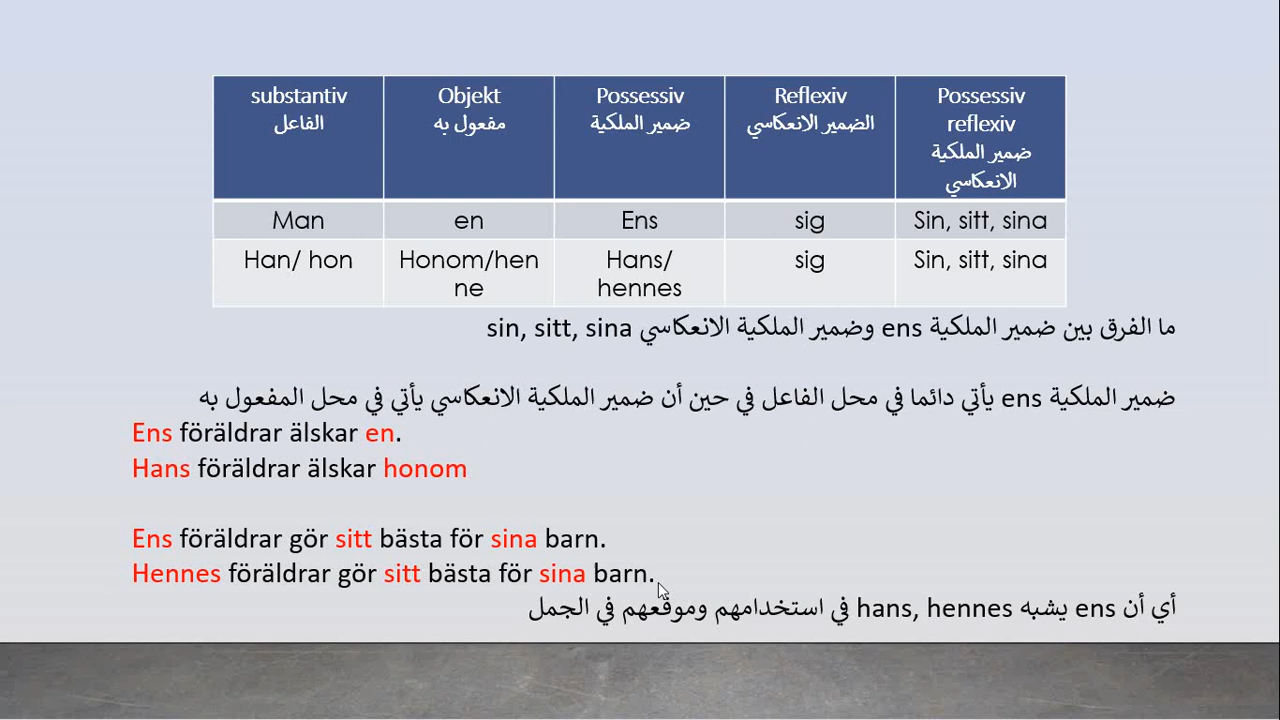 substantiv
الفاعل
Objekt
مفعول به
Possessiv
ضمير الملكية
Reflexiv
الضمير الانعكاسي
Possessiv
reflexiv
ضمير الملكية
الانعكاسي
Man
en
Ens
sig
Sin, sitt, sina
Han/ hon
Honom/hen
ne
Hans/
hennes
sig
Sin, sitt, sina
ما الفرق بين ضمير الملكية ens وضمير الملكية الانعكاسي sin, sitt, sina
ضمير الملكية ens يأتي دائما في محل الفاعل في حين أن ضمير الملكية الانعكاسي يأتي في محل المفعول به
Ens föräldrar älskar en.
Hans föräldrar älskar honom
Ens föräldrar gör sitt bästa för sina barn.
Hennes föräldrar gör sitt bästa för sina barn.
أي أن ens يشبه hans, hennes في استخدامهم وموقعهم في الجمل